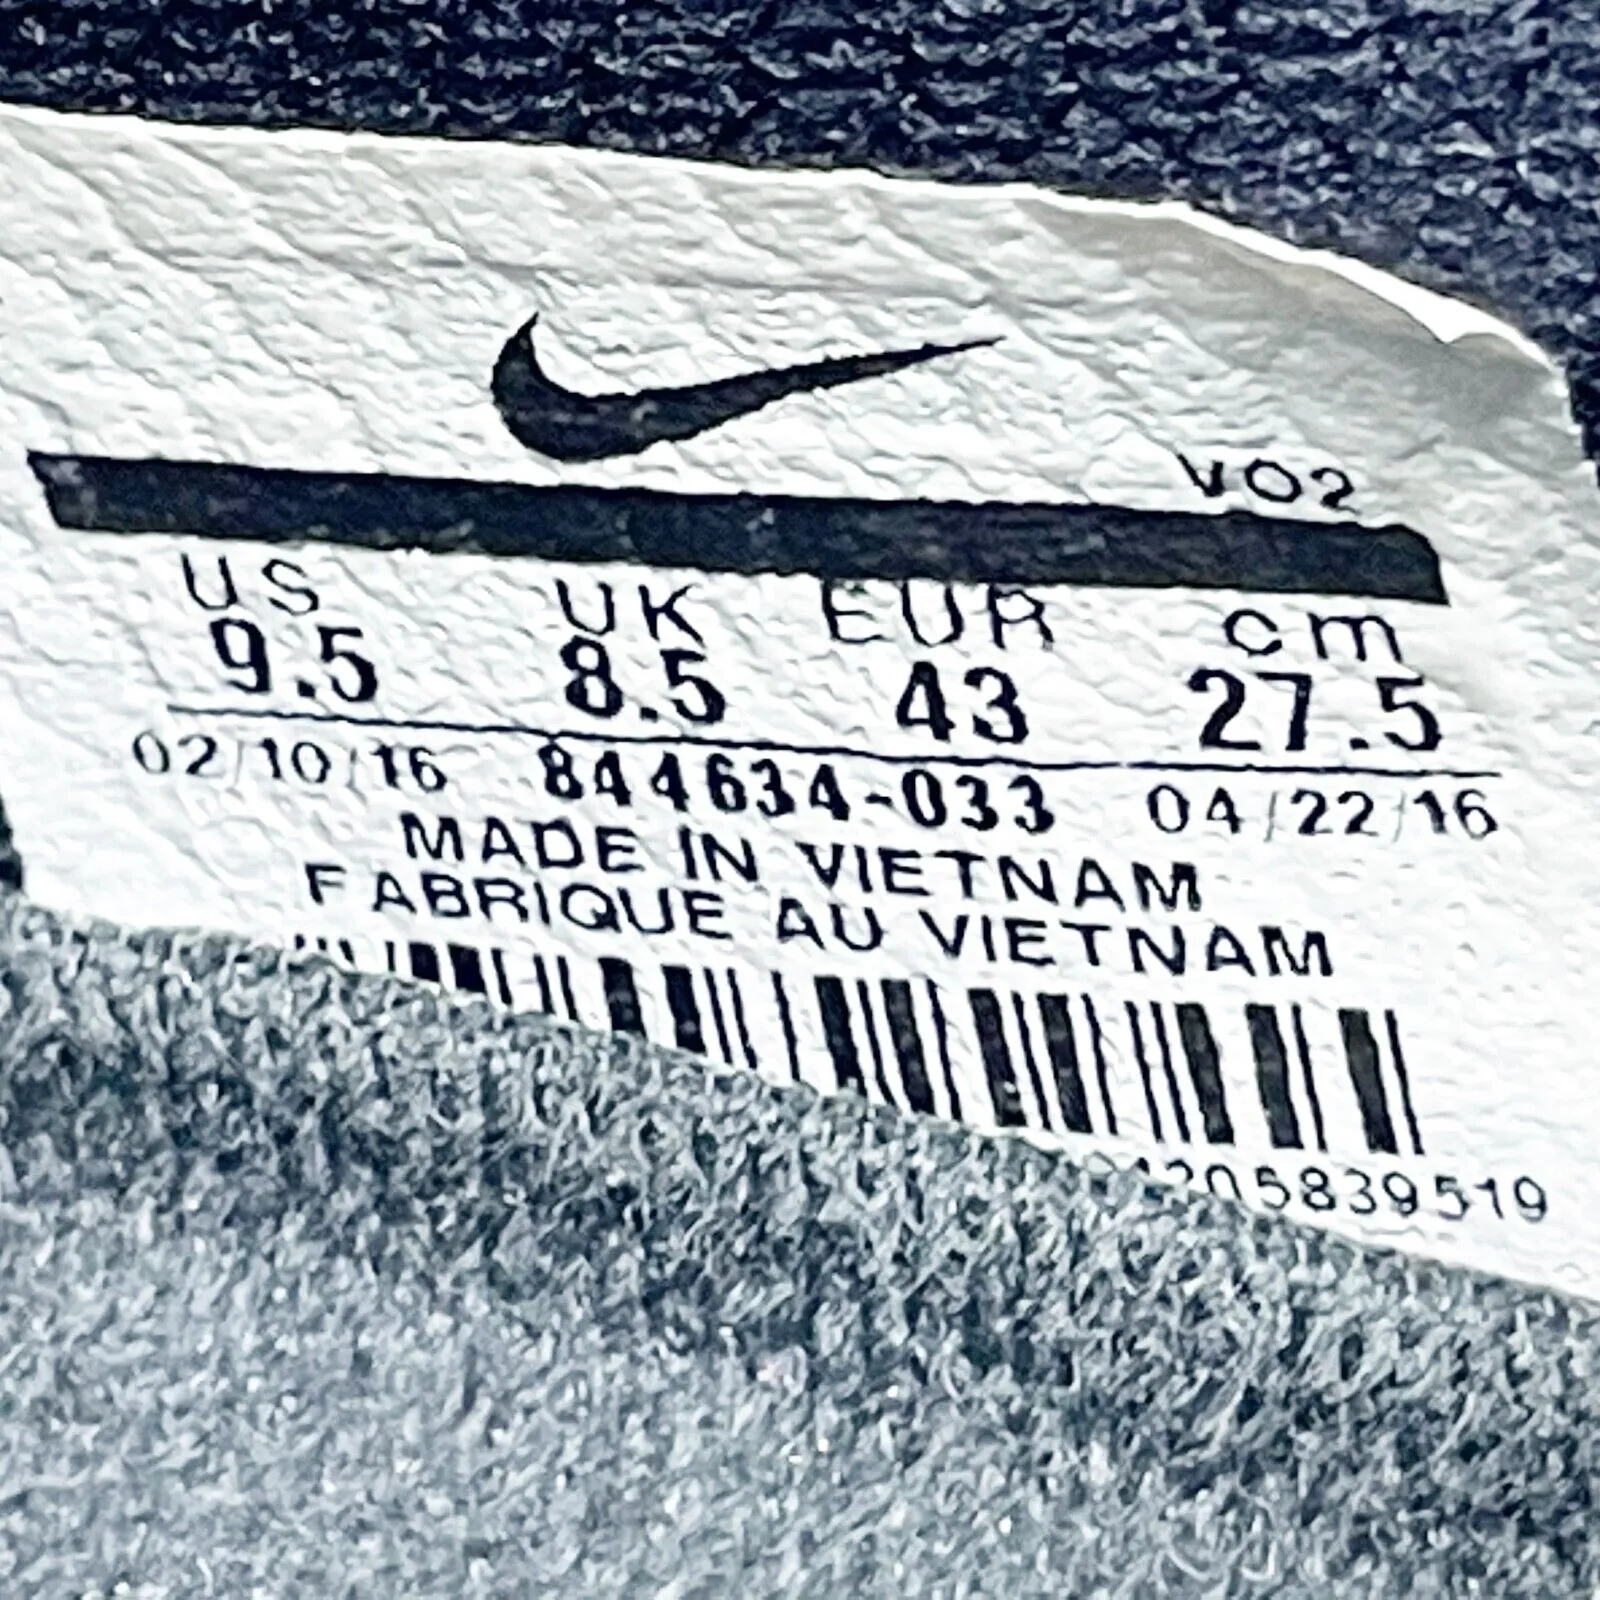 VO2
US UK EUR cm
9.5 8.5 43 27.5
02/10/16 844634-033 04/22/16
MADE IN VIETNAM
FABRIQUE AU VIETNAM
05839519